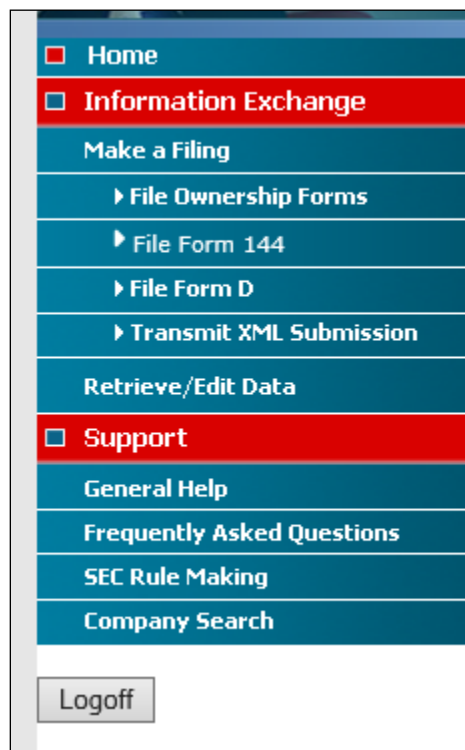 Home
Information Exchange
Make a Filing
File Ownership Forms
File Form 144
File Form D
Transmit XML Submission
Retrieve/Edit Data
Support
General Help
Frequently Asked Questions
SEC Rule Making
Company Search
Logoff